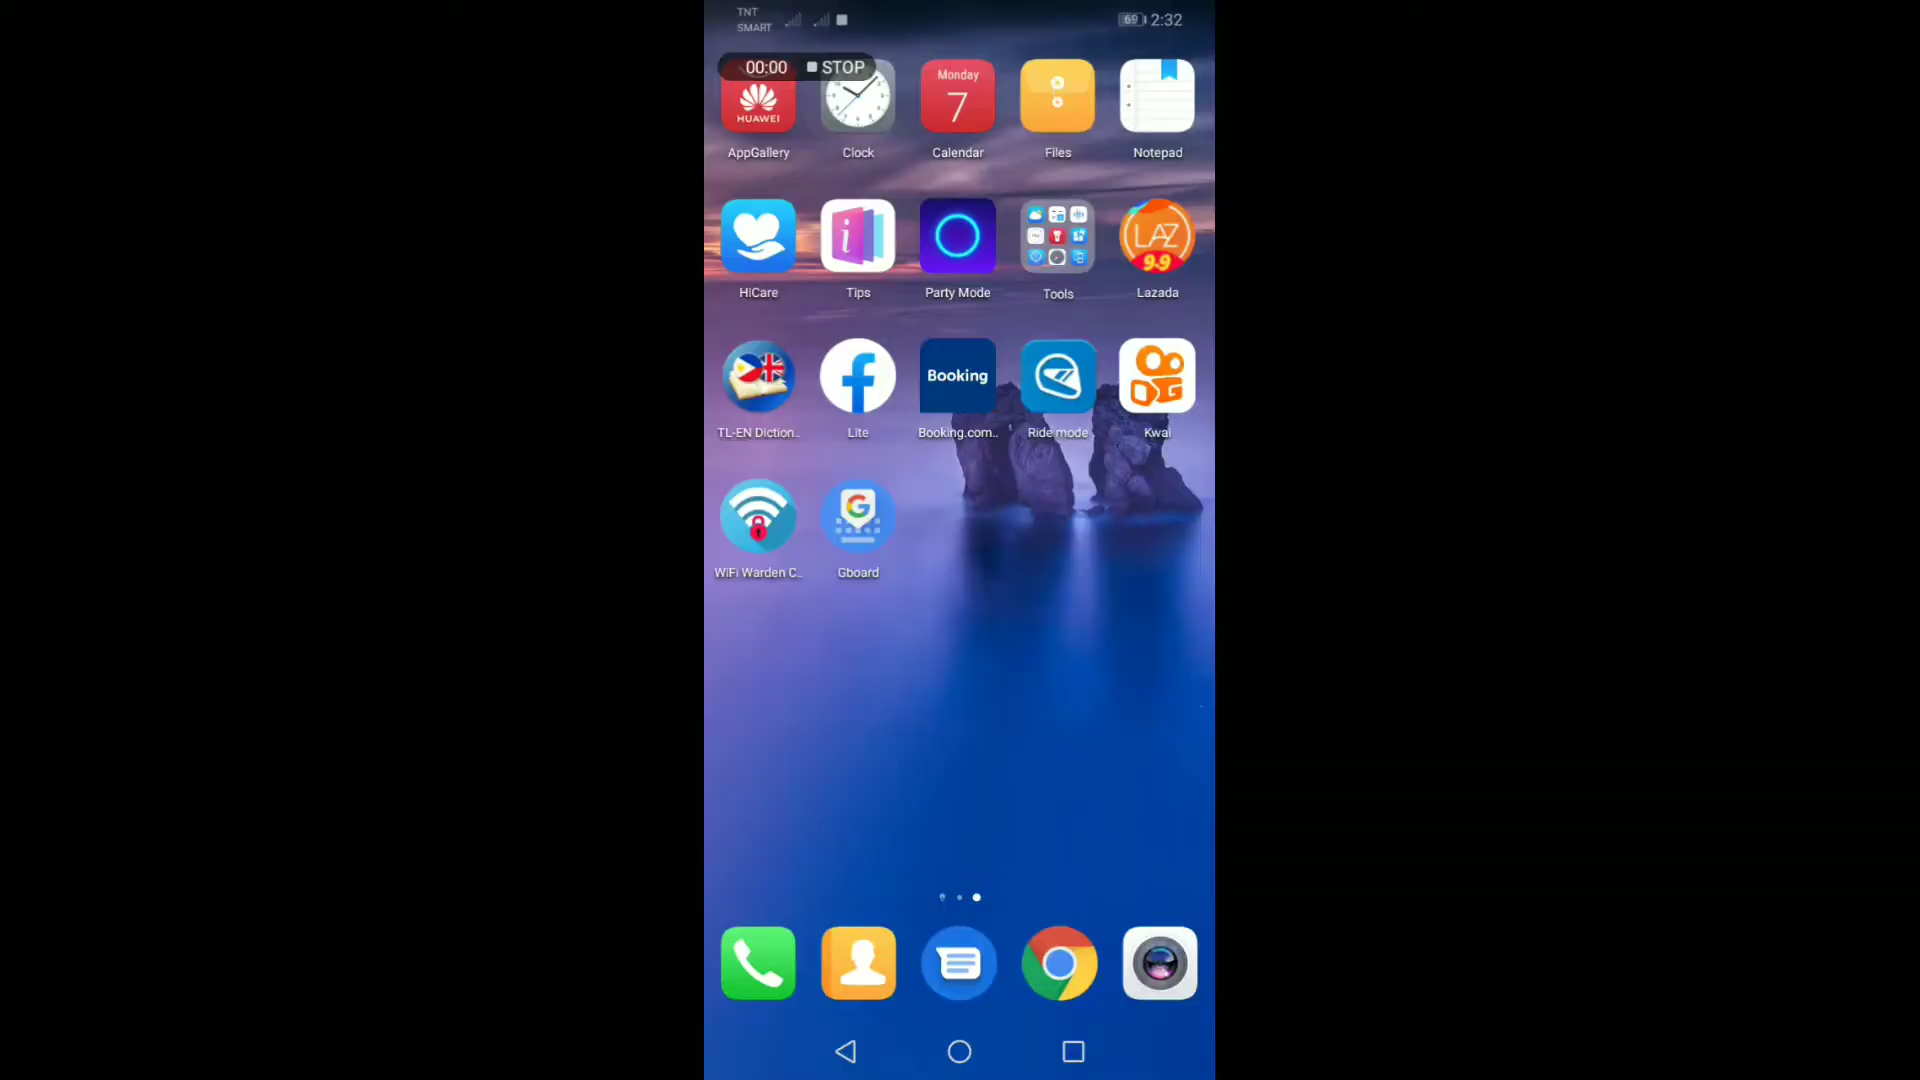 TNT
SMART
69 2:32
00:00 STOP
Monday
7
HUAWEI
AppGallery Clock Calendar Files Notepad
i
LAZ
9-9
HiCare Tips Party Mode Tools Lazada
Booking
TL-EN Diction.. Lite Booking.com.. Ride mode Kwai
G
WiFi Warden C.. Gboard